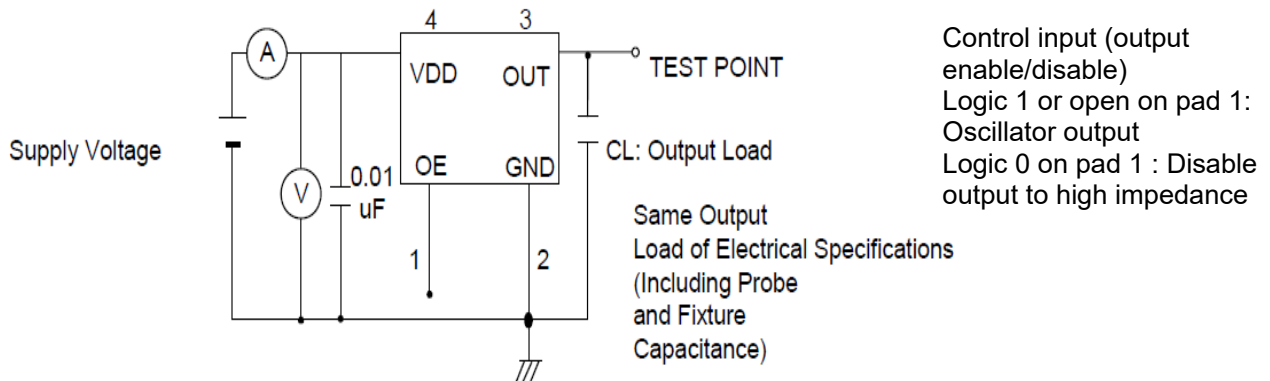 4
3
A
VDD
OUT
TEST POINT
Supply Voltage
V
0.01
uF
OE
GND
CL: Output Load
1
2
Same Output
Load of Electrical Specifications
(Including Probe
and Fixture
Capacitance)
Control input (output
enable/disable)
Logic 1 or open on pad 1:
Oscillator output
Logic 0 on pad 1 : Disable
output to high impedance